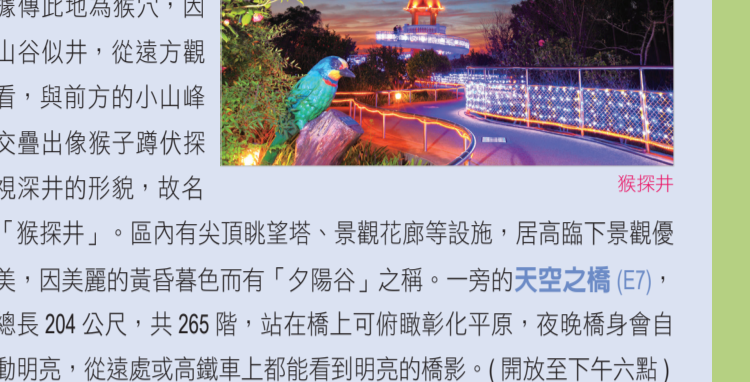 據傳此地為猴穴，因
山谷似井，從遠方觀
看，與前方的小山峰
交疊出像猴子蹲伏探
視深井的形貌，故名
猴探井
「猴探井」。區內有尖頂眺望塔、景觀花廊等設施，居高臨下景觀優
美，因美麗的黃昏暮色而有「夕陽谷」之稱。一旁的天空之橋 (E7)，
總長 204 公尺，共 265 階，站在橋上可俯瞰彰化平原，夜晚橋身會自
動明亮，從遠處或高鐵車上都能看到明亮的橋影。( 開放至下午六點 )